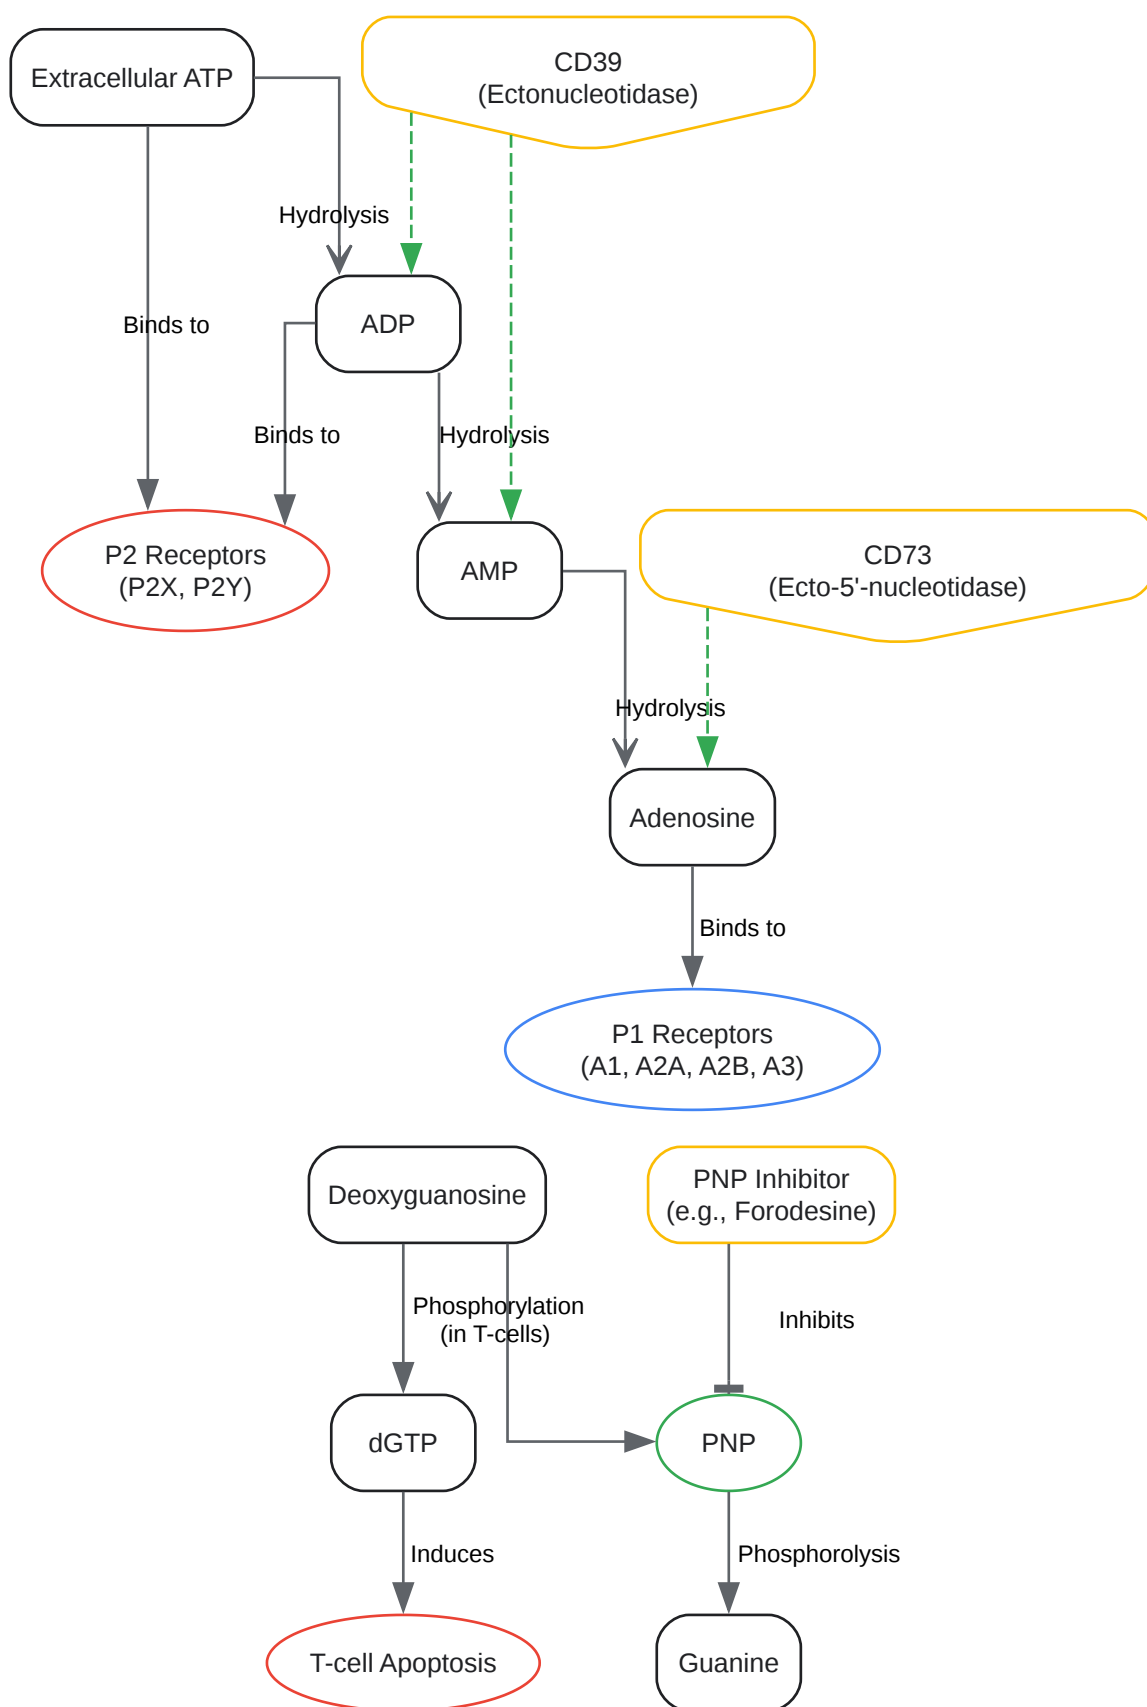 Extracellular ATP
CD39
(Ectonucleotidase)
Hydrolysis
Binds to
ADP
Binds to
Hydrolysis
P2 Receptors
(P2X, P2Y)
AMP
CD73
(Ecto-5'-nucleotidase)
Hydrolysis
Adenosine
Binds to
P1 Receptors
(A1, A2A, A2B, A3)
Deoxyguanosine
PNP Inhibitor
(e.g., Forodesine)
Phosphorylation
(in T-cells)
Inhibits
dGTP
PNP
Induces
Phosphorolysis
T-cell Apoptosis
Guanine